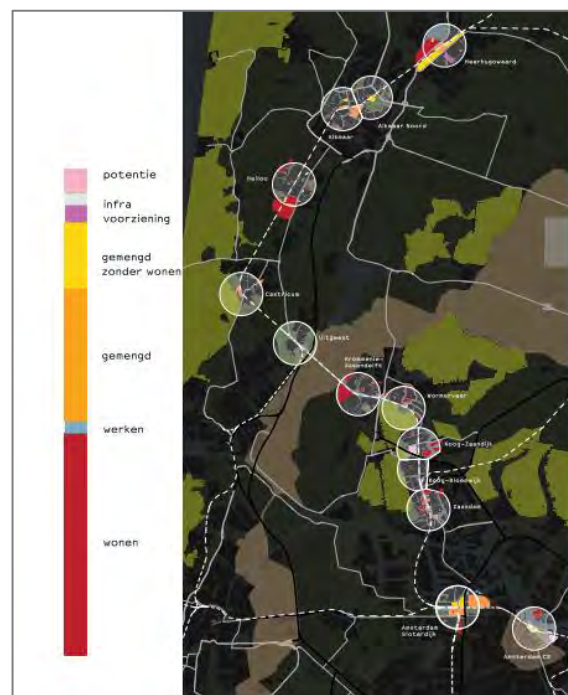 potentie
infra
voorziening
gemengd
zonder wonen
gemengd
werken
wonen
Heerhugowaard
Alkmaar Noord
Alkmaar
Heiloo
Castricum
Uitgeest
Krommenie-
Assendelft
Wormerveer
Koog-Zaandijk
Koog-Bloemwijk
Zaandam
Amsterdam
Sloterdijk
Amsterdam CS